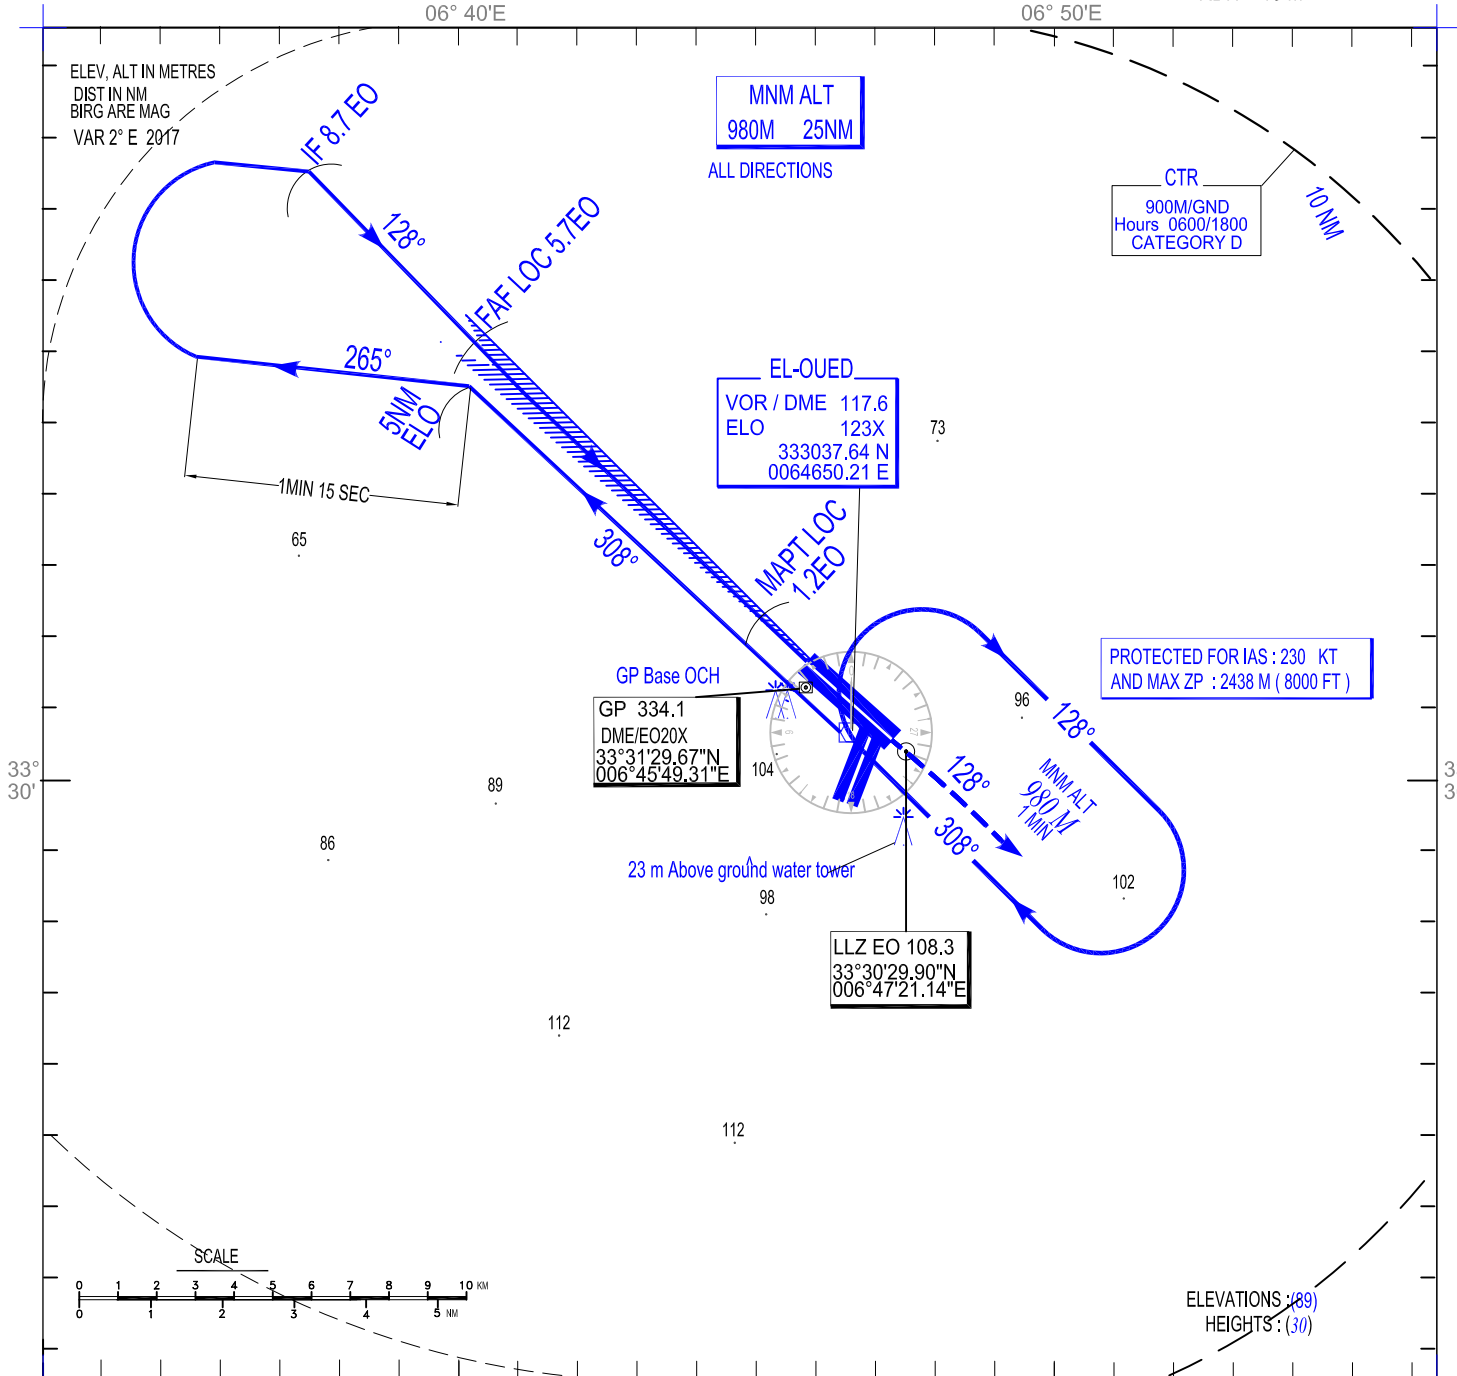 06° 40'E
06° 50'E
ELEV, ALT IN METRES
DIST IN NM
BIRG ARE MAG
VAR 2° E 2017
IF 8.7 EO
MNM ALT
980M 25NM
ALL DIRECTIONS
CTR
900M/GND
Hours 0600/1800
CATEGORY D
10 NM
128°
FAF LOC 5.7EO
265°
5NM
ELO
1MIN 15 SEC
EL-OUED
VOR / DME 117.6
ELO 123X
333037.64 N
0064650.21 E
73
65
308°
MAPT LOC
1.2EO
PROTECTED FOR IAS : 230 KT
AND MAX ZP : 2438 M ( 8000 FT )
GP Base OCH
GP 334.1
DME/EO20X
33°31'29.67"N
006°45'49.31"E
96
128°
104
9
27
128°
MNM ALT
980 M
1 MIN
308°
33°
30'
3
3
89
86
23 m Above ground water tower
98
102
LLZ EO 108.3
33°30'29.90"N
006°47'21.14"E
112
112
SCALE
0 1 2 3 4 5 6 7 8 9 10 KM
0 1 2 3 4 5 NM
ELEVATIONS : (89)
HEIGHTS : (30)